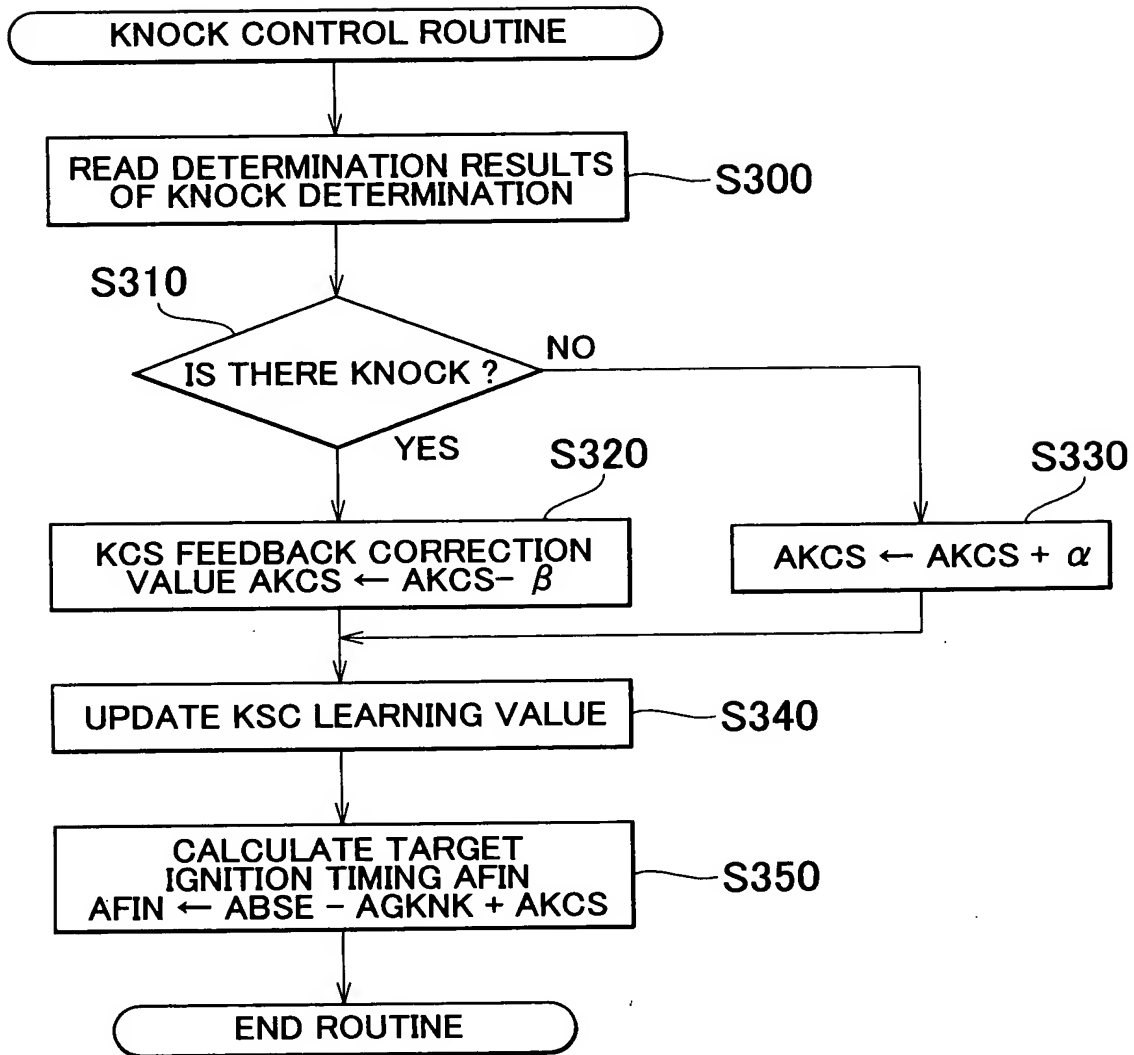 KNOCK CONTROL ROUTINE
READ DETERMINATION RESULTS
OF KNOCK DETERMINATION
S300
S310
IS THERE KNOCK ?
NO
YES
S320
S330
KCS FEEDBACK CORRECTION
VALUE AKCS ← AKCS- β
AKCS ← AKCS + α
UPDATE KSC LEARNING VALUE
S340
CALCULATE TARGET
IGNITION TIMING AFIN
AFIN ← ABSE - AGKNK + AKCS
S350
END ROUTINE